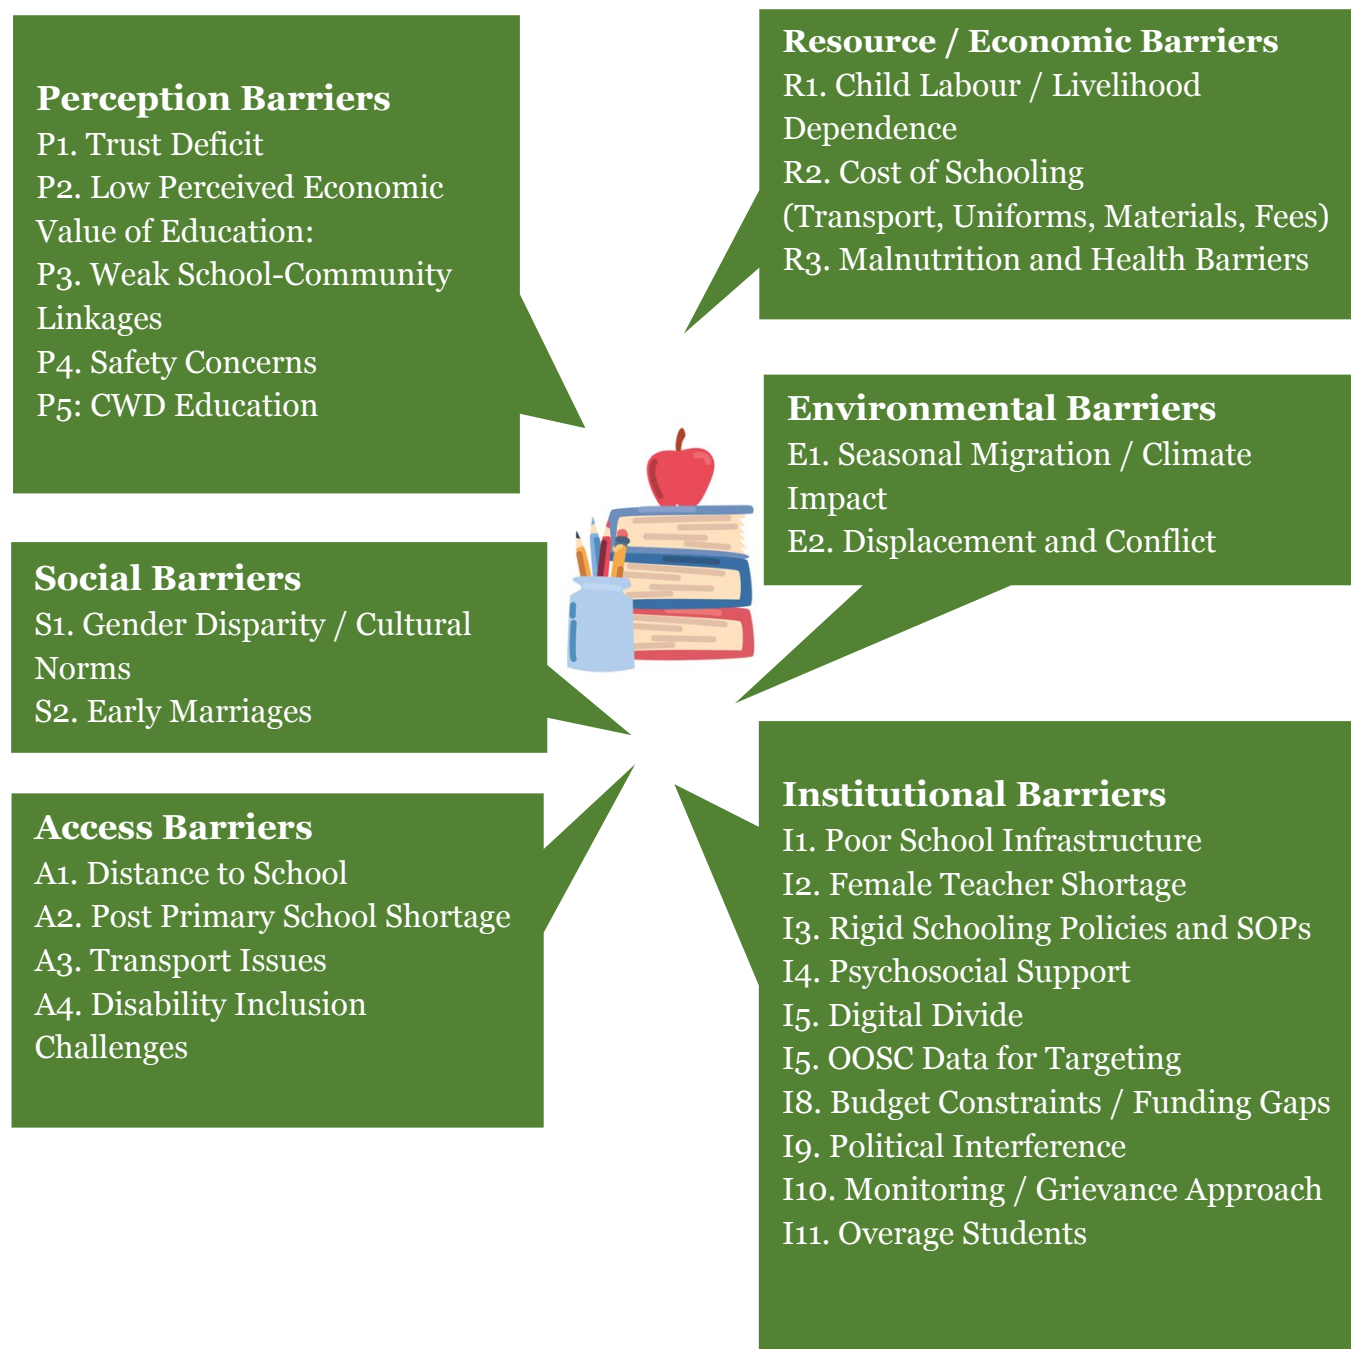 Perception Barriers
P1. Trust Deficit
P2. Low Perceived Economic
Value of Education:
P3. Weak School-Community
Linkages
P4. Safety Concerns
P5: CWD Education
Social Barriers
S1. Gender Disparity / Cultural
Norms
S2. Early Marriages
Access Barriers
A1. Distance to School
A2. Post Primary School Shortage
A3. Transport Issues
A4. Disability Inclusion
Challenges
Resource / Economic Barriers
R1. Child Labour / Livelihood
Dependence
R2. Cost of Schooling
(Transport, Uniforms, Materials, Fees)
R3. Malnutrition and Health Barriers
Environmental Barriers
E1. Seasonal Migration / Climate
Impact
E2. Displacement and Conflict
Institutional Barriers
I1. Poor School Infrastructure
I2. Female Teacher Shortage
I3. Rigid Schooling Policies and SOPs
I4. Psychosocial Support
I5. Digital Divide
I5. OOSC Data for Targeting
I8. Budget Constraints / Funding Gaps
I9. Political Interference
I10. Monitoring / Grievance Approach
I11. Overage Students